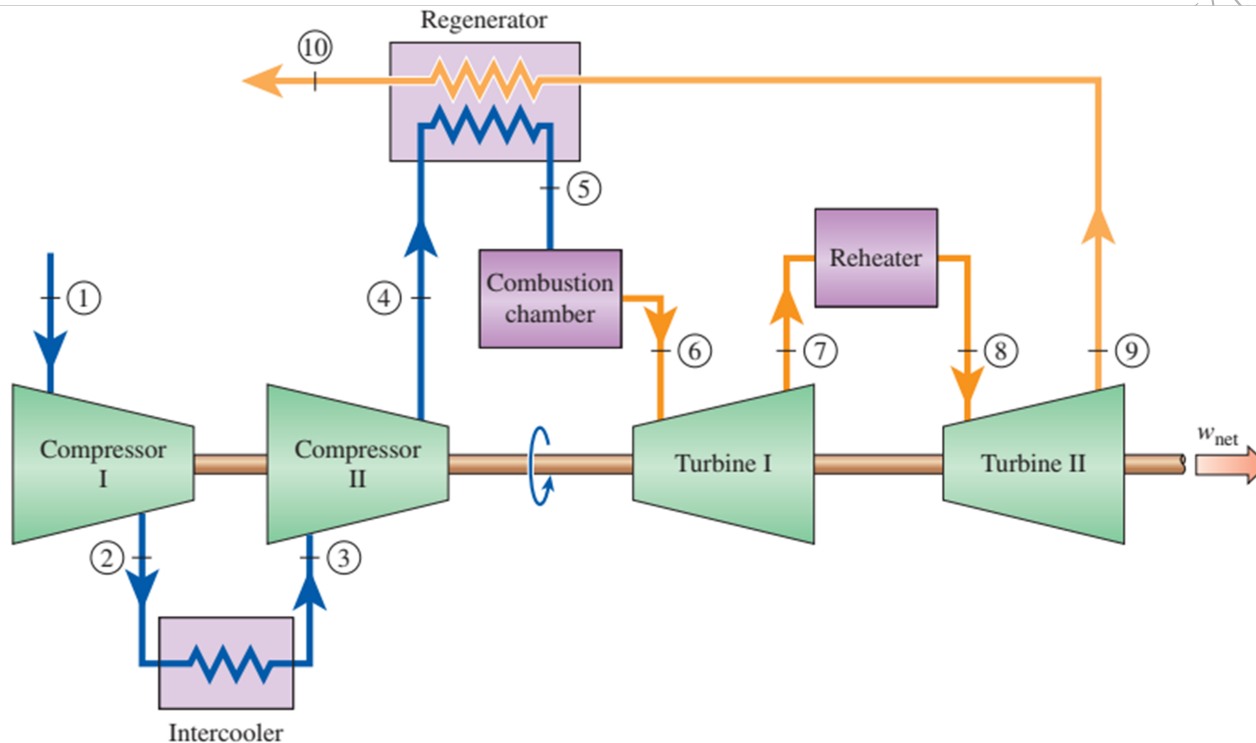 Regenerator
10
5
1
4
Combustion
chamber
Reheater
6
7
8
9
Compressor
I
Compressor
II
Turbine I
Turbine II
wnet
2
3
Intercooler